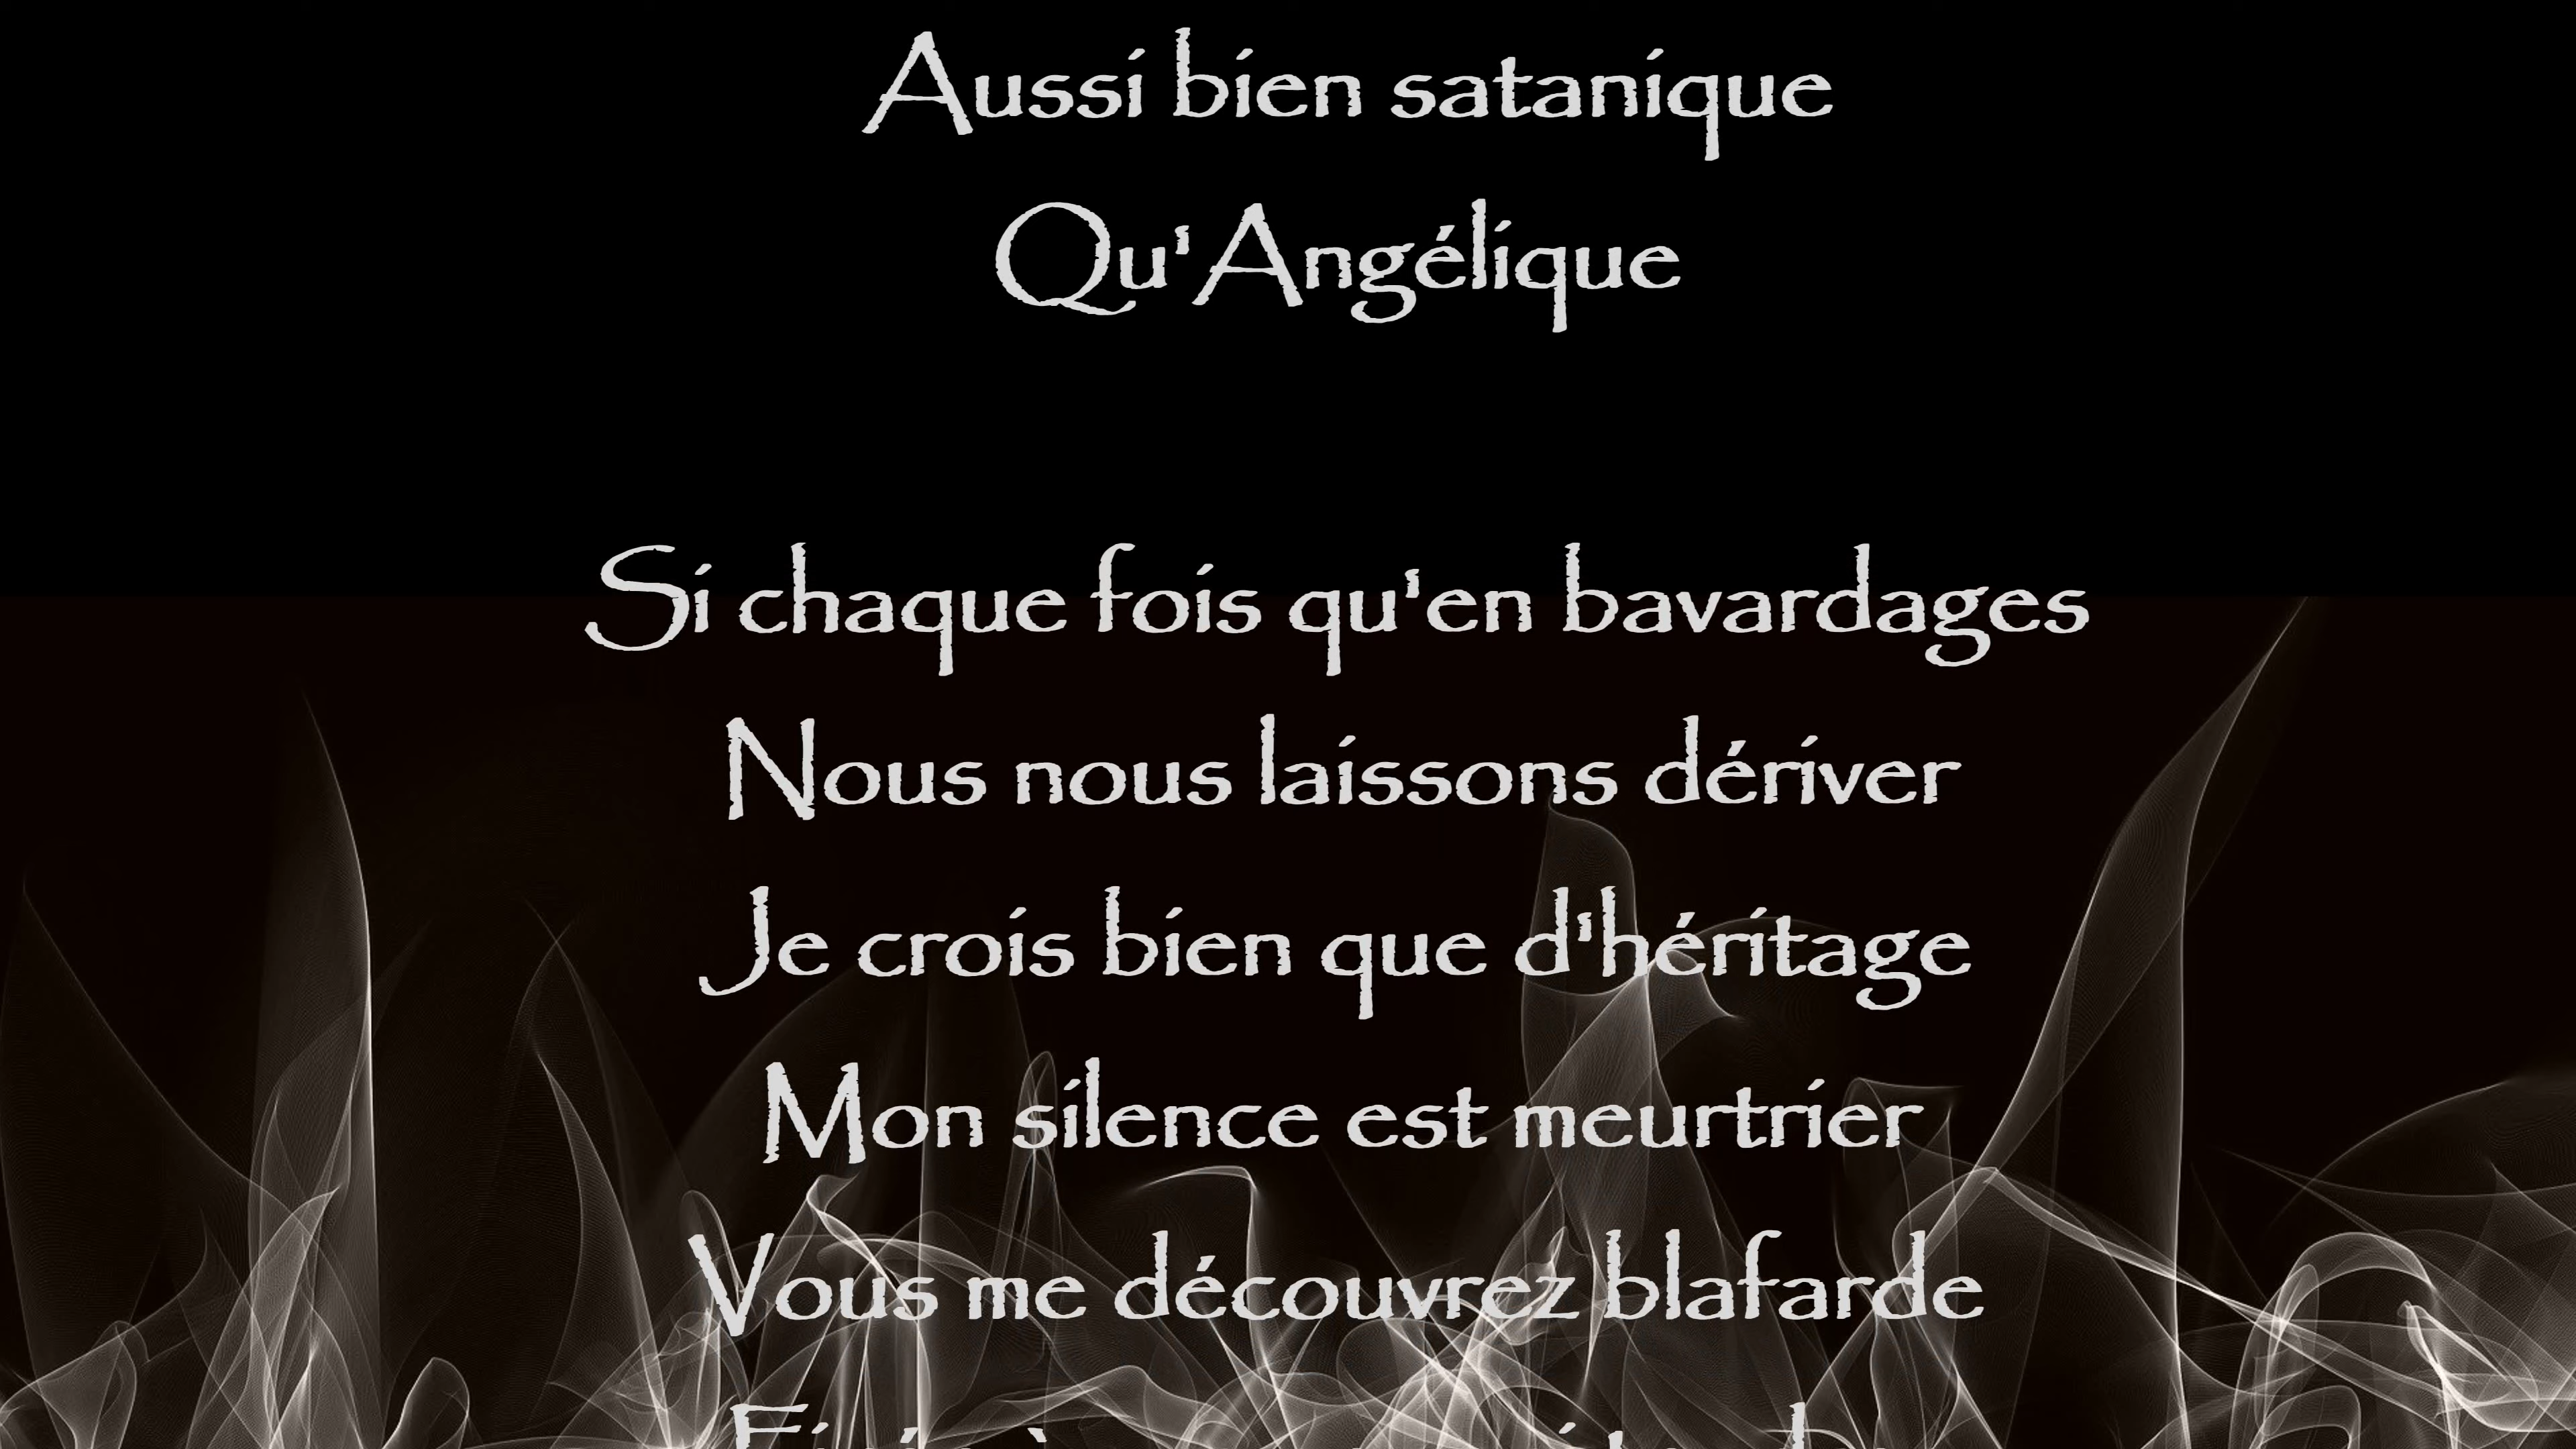 Aussi bien satanique
Qu'Angélique
Si chaque fois qu'en bavardages
Nous nous laissons dériver
Je crois bien que d'héritage
Mon silence est meurtrier
Vous me découvrez blafarde